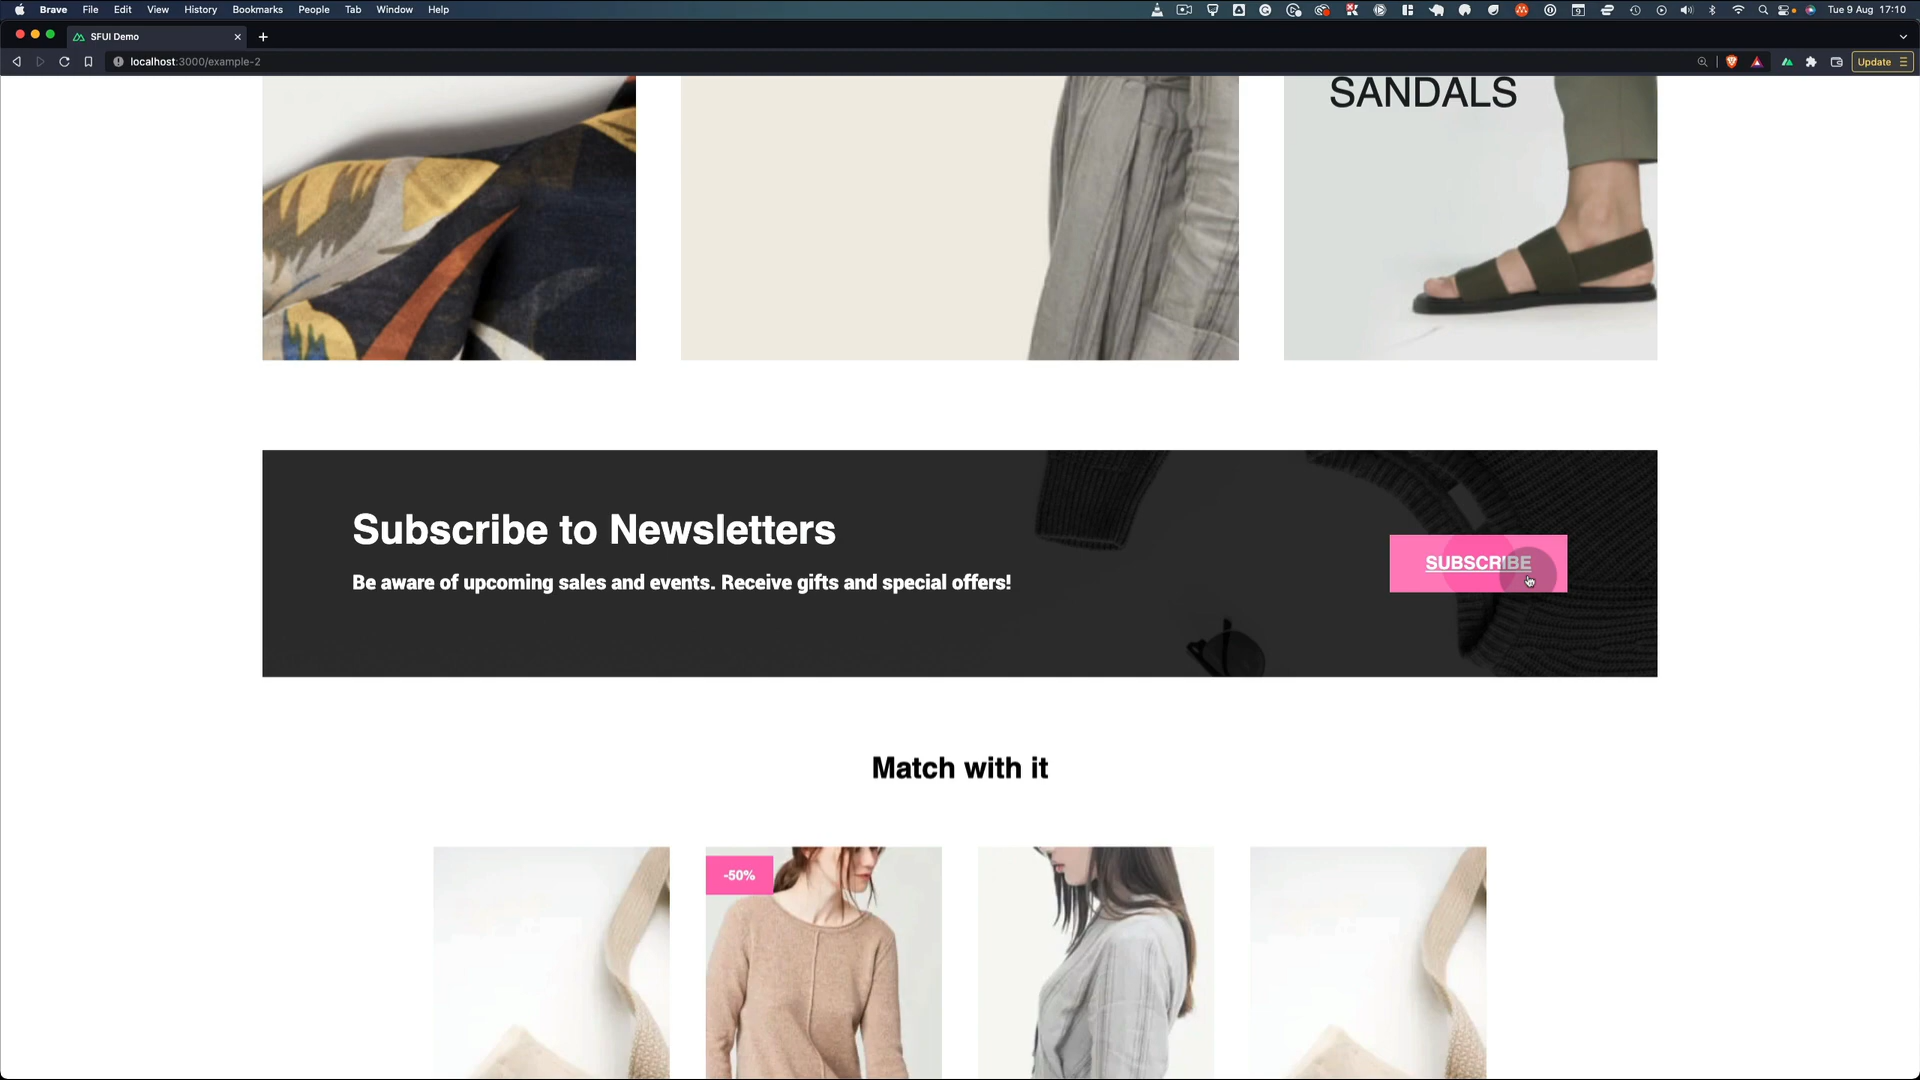 Brave File Edit View History Bookmarks People Tab Window Help
Tue 9 Aug 17:10
SFUI Demo
localhost:3000/example-2
Update
SANDALS
Subscribe to Newsletters
Be aware of upcoming sales and events. Receive gifts and special offers!
SUBSCRIBE
Match with it
-50%